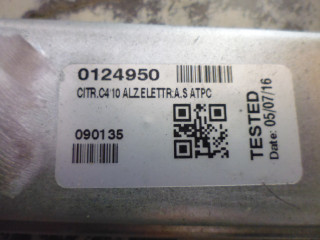 0124950
CITR.C4'10 ALZ.ELETTR.A.S ATPC
090135
TESTED
Date: 05/07/16